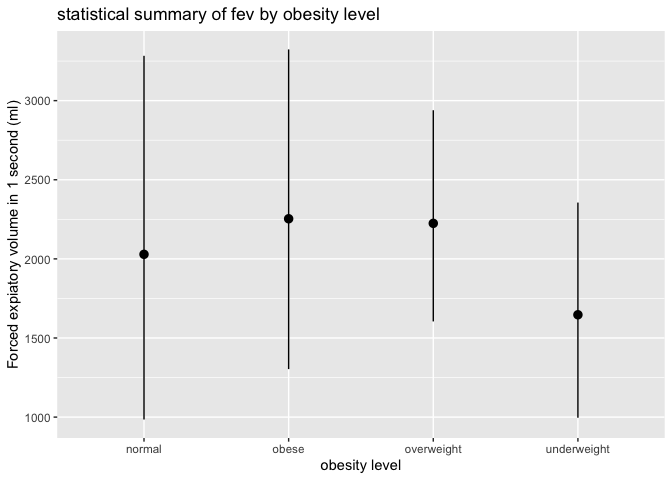 statistical summary of fev by obesity level
Forced expiatory volume in 1 second (ml)
3000
2500
2000
1500
1000
normal obese overweight underweight
obesity level